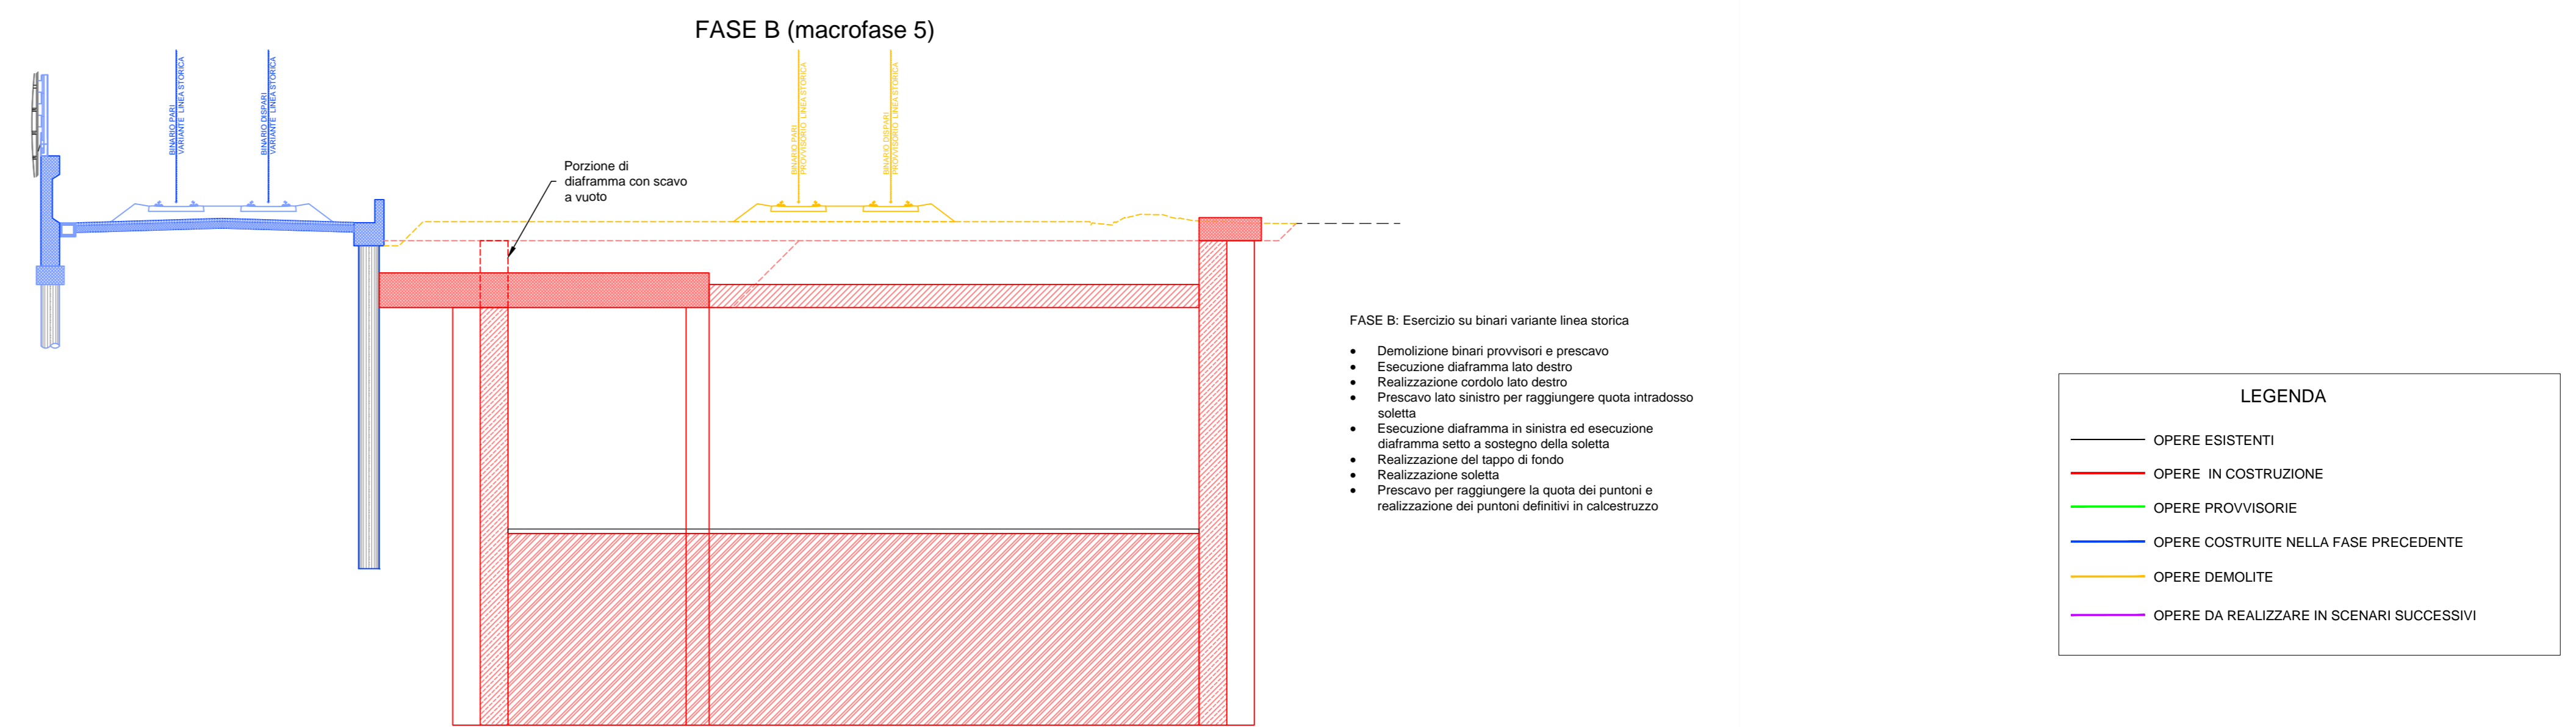 FASE B (macrofase 5)
BINARIO PARI
VARIANTE LINEA STORICA
BINARIO DISPARI
VARIANTE LINEA STORICA
BINARIO PARI
PROVVISORIO LINEA STORICA
BINARIO DISPARI
PROVVISORIO LINEA STORICA
Porzione di
diaframma con scavo
a vuoto
FASE B: Esercizio su binari variante linea storica
• Demolizione binari provvisori e prescavo
• Esecuzione diaframma lato destro
• Realizzazione cordolo lato destro
• Prescavo lato sinistro per raggiungere quota intradosso
soletta
• Esecuzione diaframma in sinistra ed esecuzione
diaframma setto a sostegno della soletta
• Realizzazione del tappo di fondo
• Realizzazione soletta
• Prescavo per raggiungere la quota dei puntoni e
realizzazione dei puntoni definitivi in calcestruzzo
LEGENDA
OPERE ESISTENTI
OPERE IN COSTRUZIONE
OPERE PROVVISORIE
OPERE COSTRUITE NELLA FASE PRECEDENTE
OPERE DEMOLITE
OPERE DA REALIZZARE IN SCENARI SUCCESSIVI